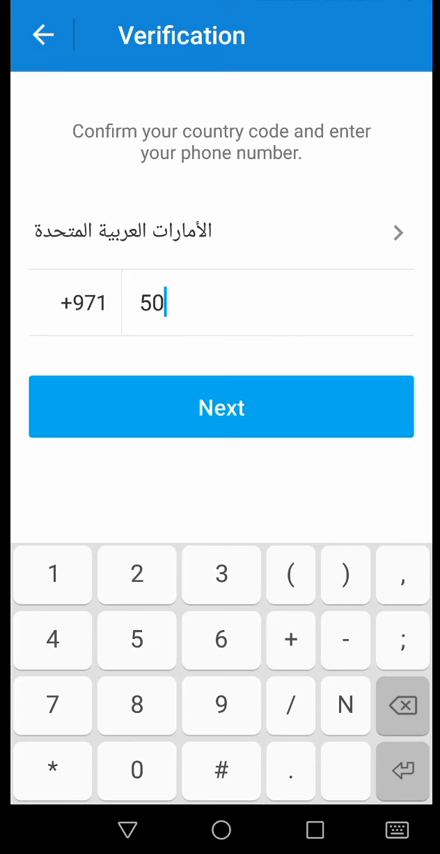 Verification
Confirm your country code and enter
your phone number.
الأمارات العربية المتحدة
+971 50
Next
1 2 3 ( ) ,
4 5 6 + - ;
7 8 9 / N
* 0 # .